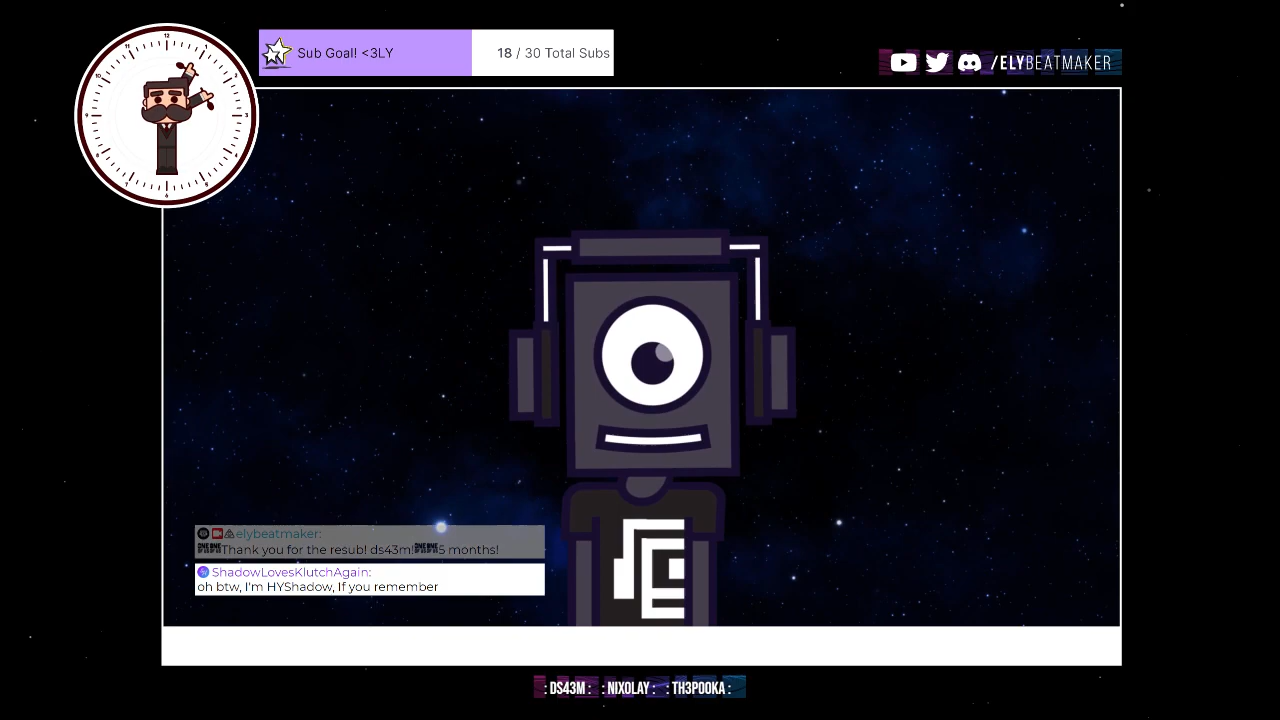 Sub Goal! <3LY
18 / 30 Total Subs
/ELYBEATMAKER
12
elybeatmaker:
Thank you for the resub! ds43m! 5 months!
ShadowLovesKlutchAgain:
oh btw, I'm HYShadow, If you remember
: DS43M : : NIXOLAY : : TH3POOKA :